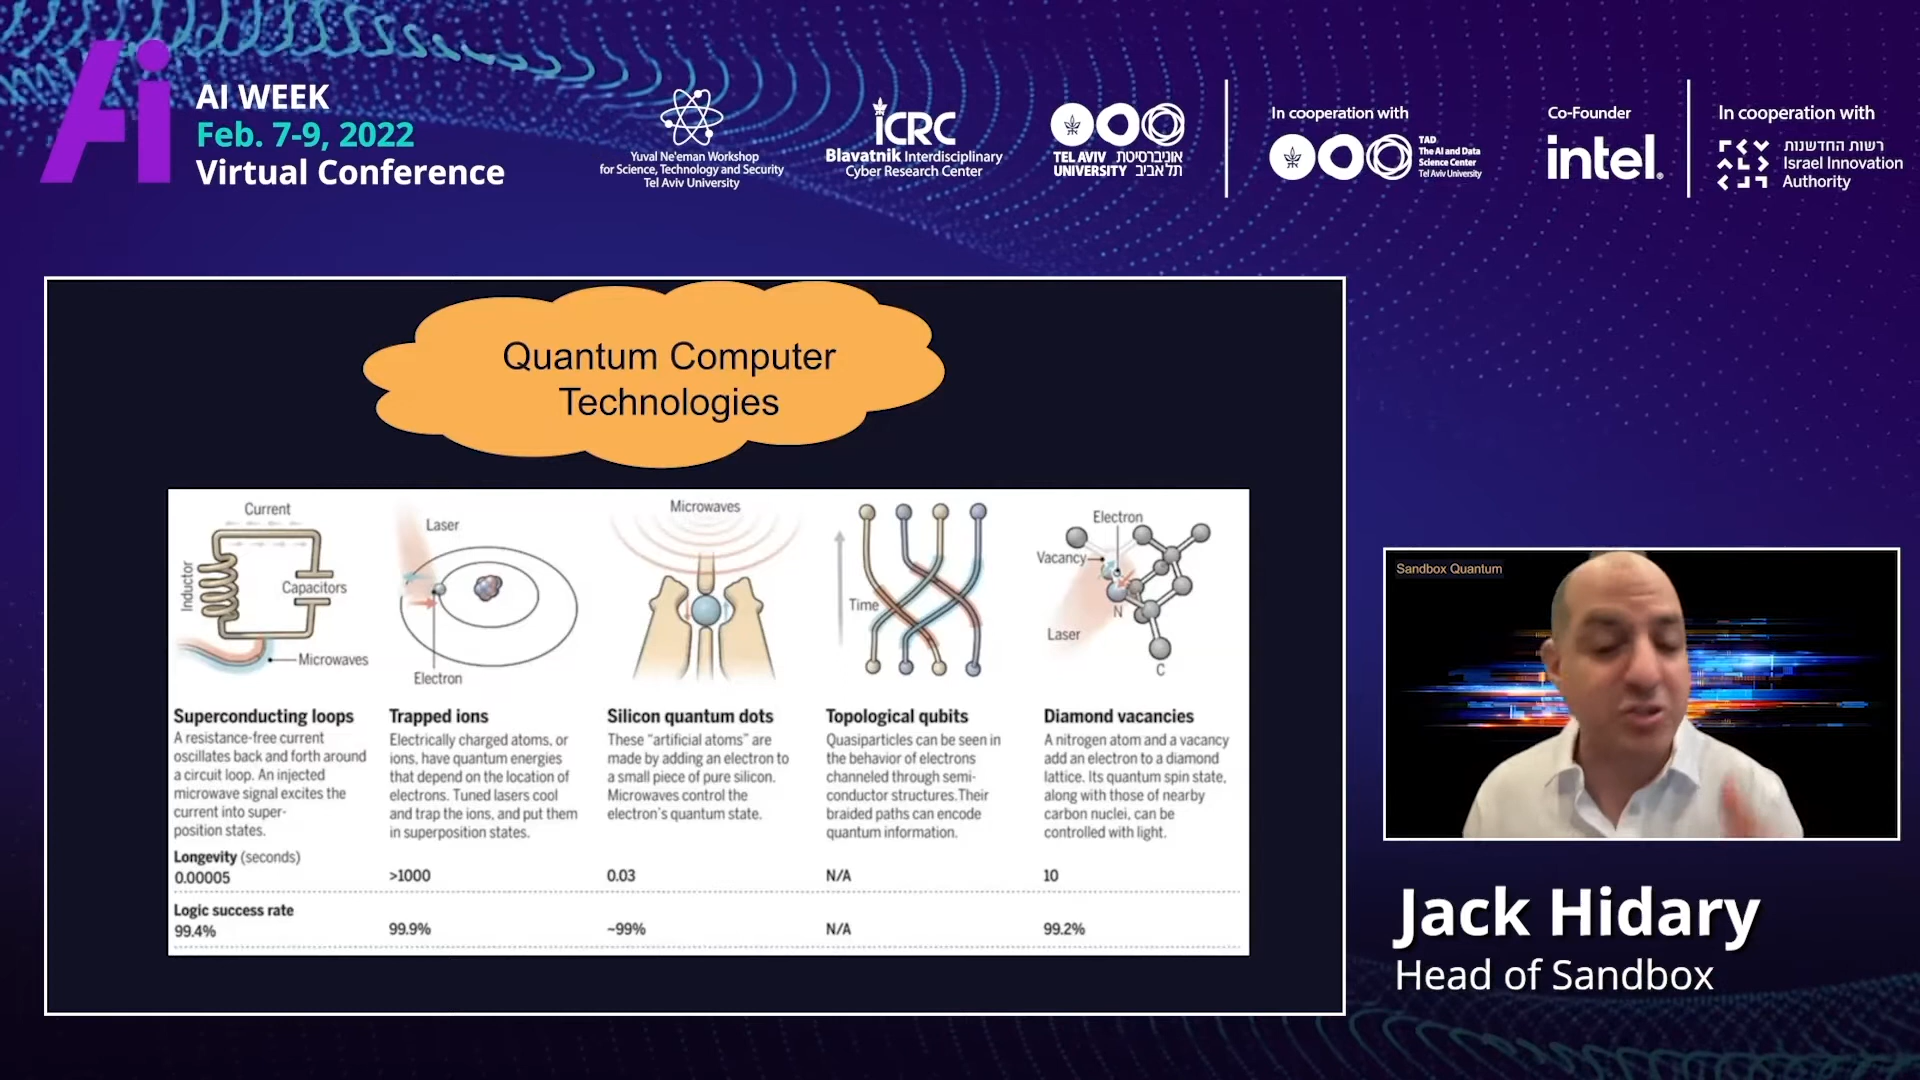 Ai
AI WEEK
Feb. 7-9, 2022
Virtual Conference
Yuval Ne'eman Workshop
for Science, Technology and Security
Tel Aviv University
iCRC
Blavatnik Interdisciplinary
Cyber Research Center
TEL AVIV אוניברסיטת
UNIVERSITY תל אביב
In cooperation with
TAD
The AI and Data
Science Center
Tel Aviv University
Co-Founder
intel.
In cooperation with
רשות החדשנות
Israel Innovation
Authority
Quantum Computer
Technologies
Current
Inductor
Capacitors
Microwaves
Laser
Electron
Microwaves
Time
Electron
Vacancy
N
Laser
C
Superconducting loops
A resistance-free current
oscillates back and forth around
a circuit loop. An injected
microwave signal excites the
current into super-
position states.
Trapped ions
Electrically charged atoms, or
ions, have quantum energies
that depend on the location of
electrons. Tuned lasers cool
and trap the ions, and put them
in superposition states.
Silicon quantum dots
These “artificial atoms” are
made by adding an electron to
a small piece of pure silicon.
Microwaves control the
electron's quantum state.
Topological qubits
Quasiparticles can be seen in
the behavior of electrons
channeled through semi-
conductor structures.Their
braided paths can encode
quantum information.
Diamond vacancies
A nitrogen atom and a vacancy
add an electron to a diamond
lattice. Its quantum spin state,
along with those of nearby
carbon nuclei, can be
controlled with light.
Longevity (seconds)
0.00005 >1000 0.03 N/A 10
Logic success rate
99.4% 99.9% ~99% N/A 99.2%
Sandbox Quantum
Jack Hidary
Head of Sandbox